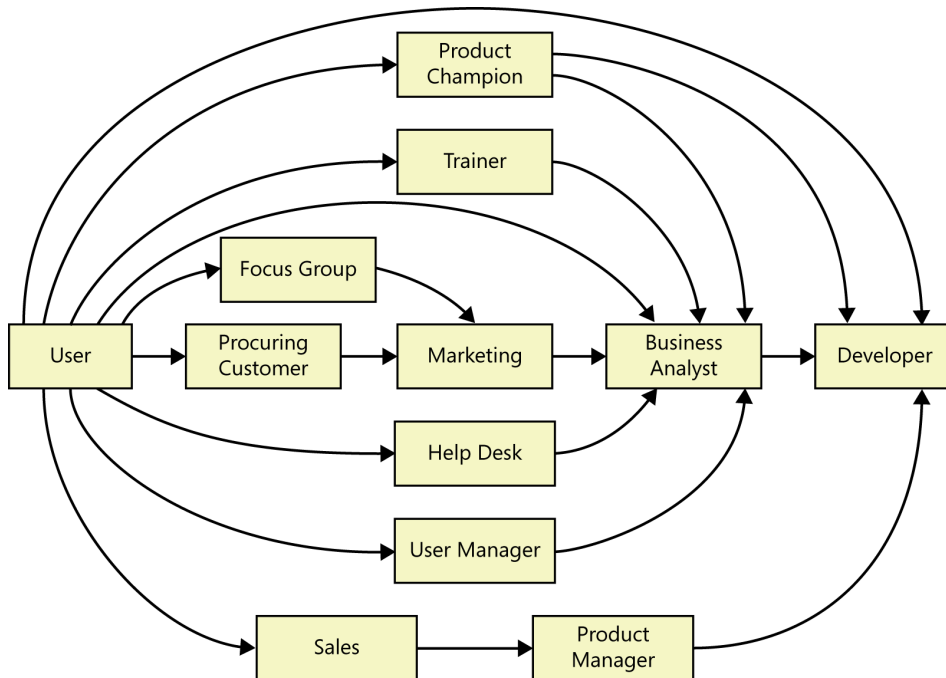 Product
Champion
Trainer
Focus Group
User
Procuring
Customer
Marketing
Business
Analyst
Developer
Help Desk
User Manager
Sales
Product
Manager